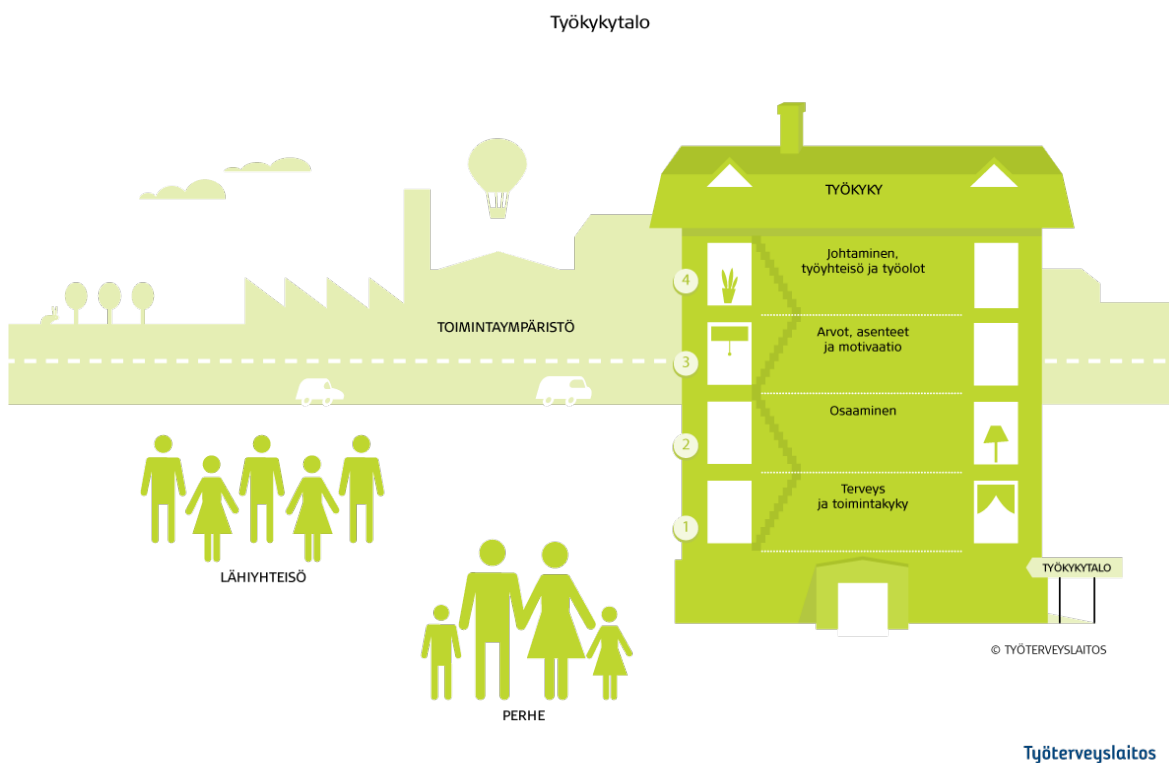 Työkykytalo
TYÖKYKY
4
Johtaminen,
työyhteisö ja työolot
TOIMINTAYMPÄRISTÖ
3
Arvot, asenteet
ja motivaatio
2
Osaaminen
1
Terveys
ja toimintakyky
LÄHIYHTEISÖ
TYÖKYKYTALO
© TYÖTERVEYSLAITOS
PERHE
Työterveyslaitos